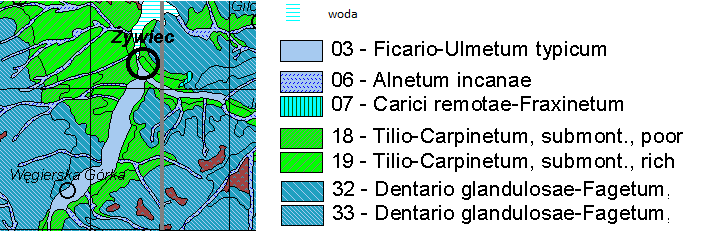 Żywiec
Węgierska Górka
woda
03 - Ficario-Ulmetum typicum
06 - Alnetum incanae
07 - Carici remotae-Fraxinetum
18 - Tilio-Carpinetum, submont., poor
19 - Tilio-Carpinetum, submont., rich
32 - Dentario glandulosae-Fagetum,
33 - Dentario glandulosae-Fagetum,